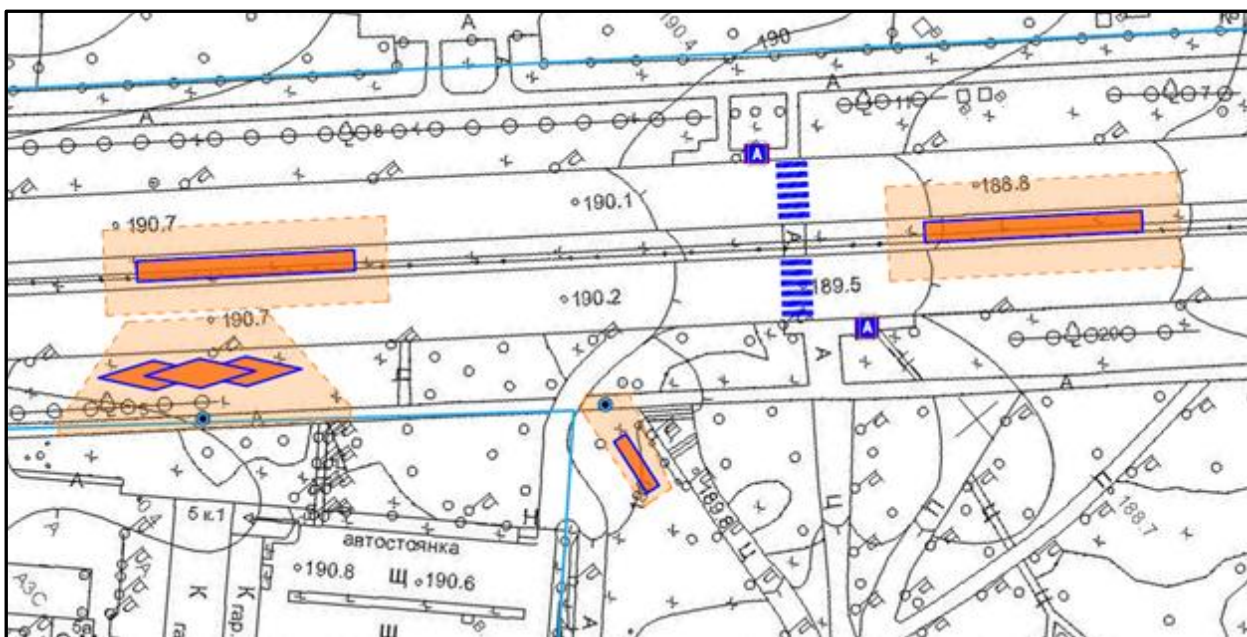 А
190.4
190
А
А
11
7
8
6
188.8
190.7
190.1
А
190.2
189.5
190.7
А
20
П
А
5
А
А
А
189.8
Ц
Ц
П
П
Ц
188.7
5 к.1
Н
автостоянка
190.8
Щ
190.6
АЗС
К
К
гар.
Щ
А